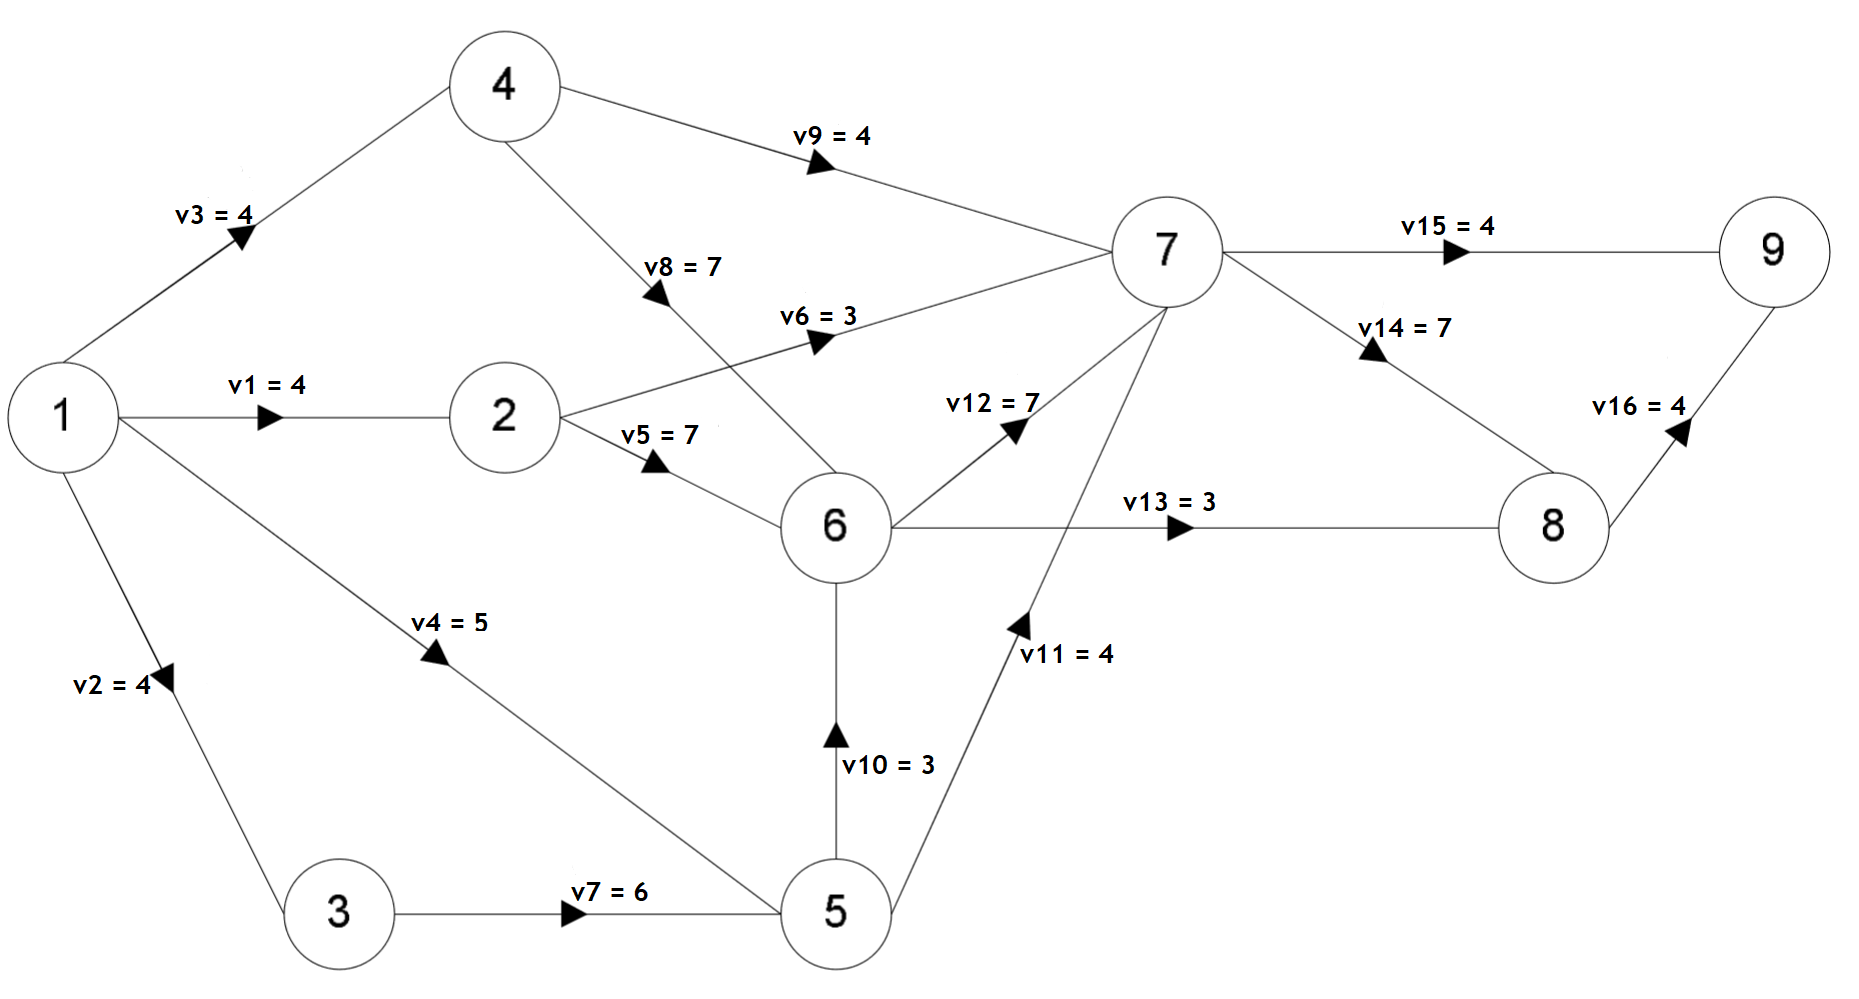 4
v9 = 4
v3 = 4
7
v15 = 4
9
v8 = 7
v6 = 3
v14 = 7
1
v1 = 4
2
v12 = 7
v16 = 4
v5 = 7
6
v13 = 3
8
v4 = 5
v11 = 4
v2 = 4
v10 = 3
3
v7 = 6
5